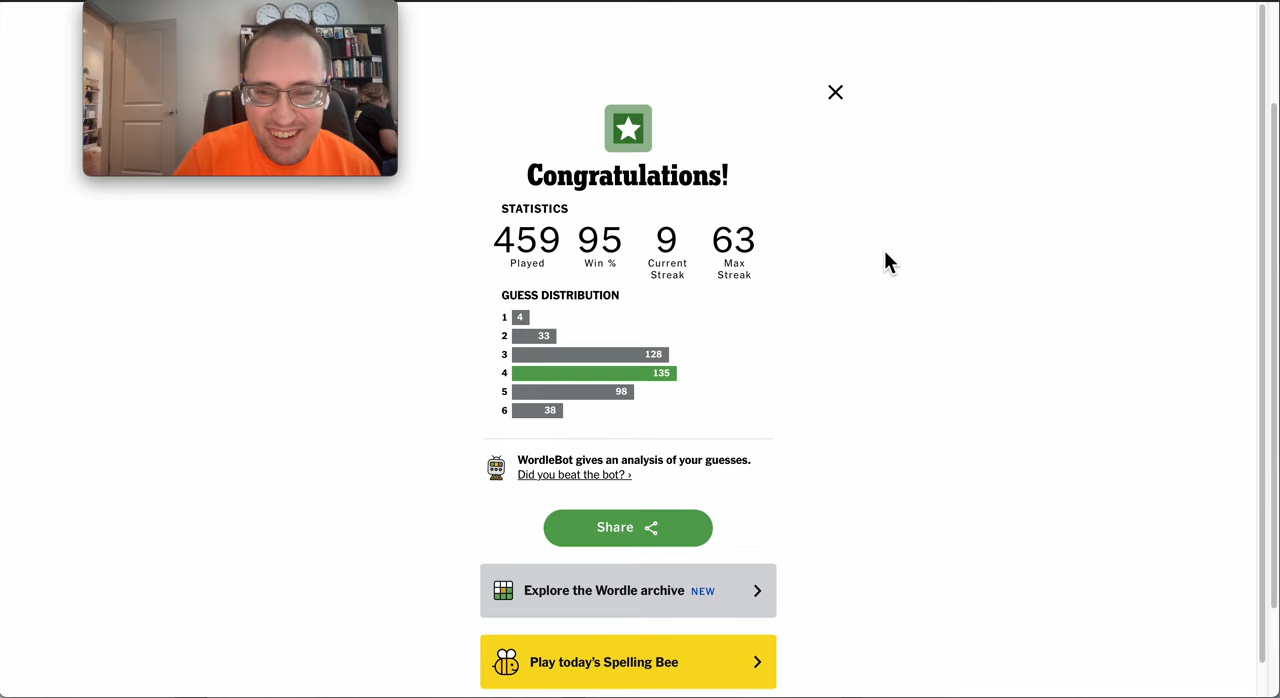 Congratulations!
STATISTICS
459 95 9 63
Played Win % Current Streak Max Streak
GUESS DISTRIBUTION
1 4
2 33
3 128
4 135
5 98
6 38
WordleBot gives an analysis of your guesses.
Did you beat the bot? ›
Share
Explore the Wordle archive NEW
Play today's Spelling Bee